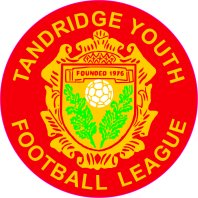 TANDRIDGE YOUTH
FOUNDED 1976
FOOTBALL LEAGUE